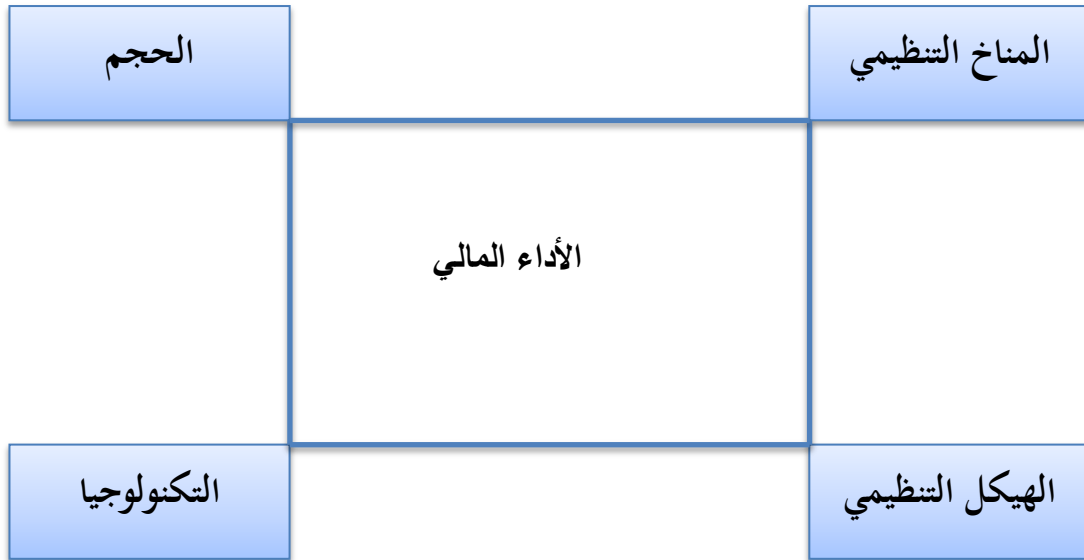 المناخ التنظيمي
الحجم
الأداء المالي
الهيكل التنظيمي
التكنولوجيا